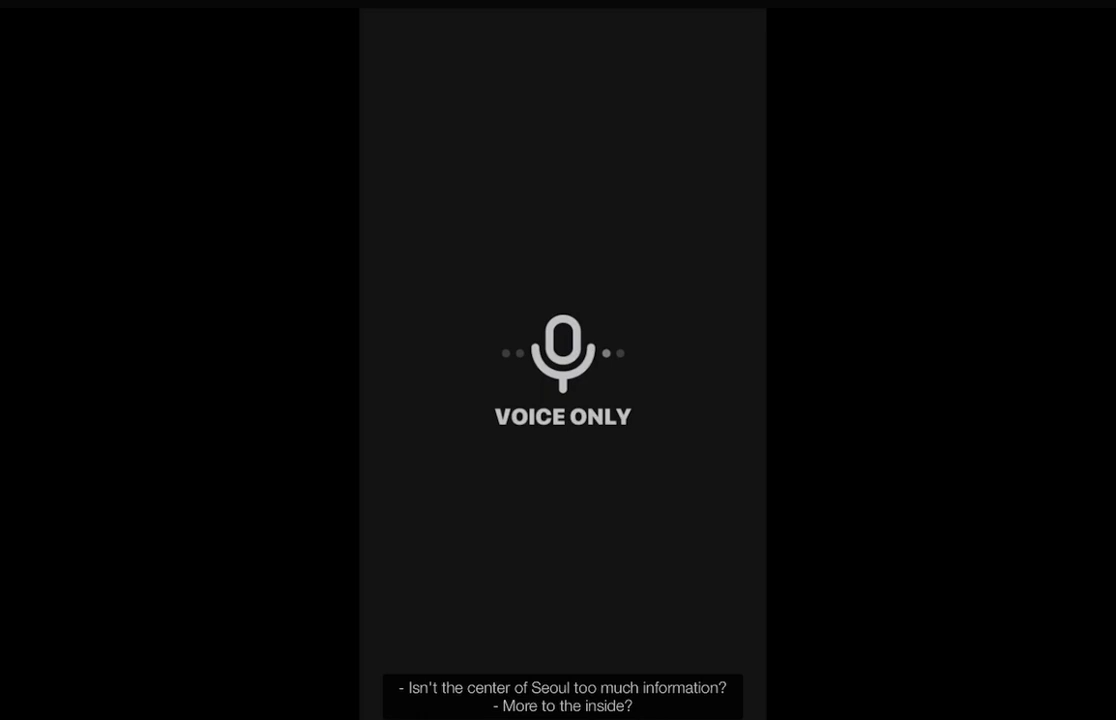 VOICE ONLY
- Isn't the center of Seoul too much information?
- More to the inside?